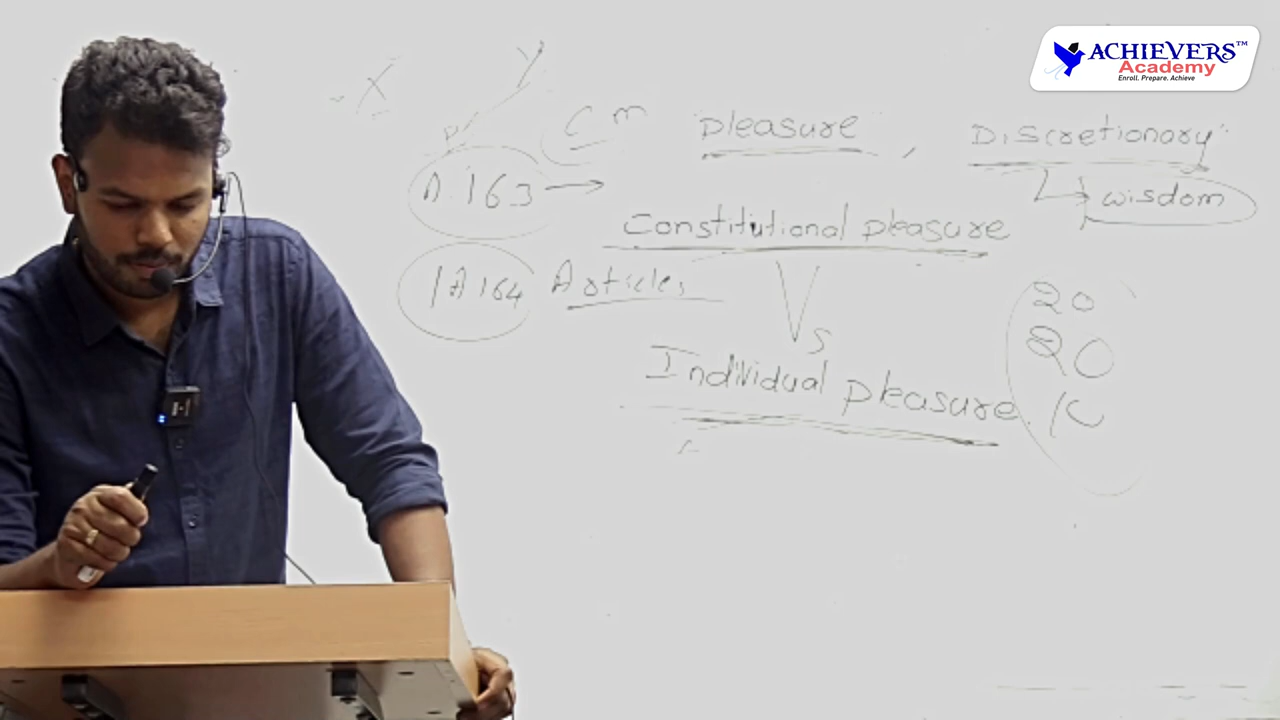 ACHIEVERS™
Academy
Enroll. Prepare. Achieve
X
Y
Cm
pleasure, Discretionary
A. 163 →
wisdom
Constitutional pleasure
A 164 Articles
Vs
Individual pleasure
20
20